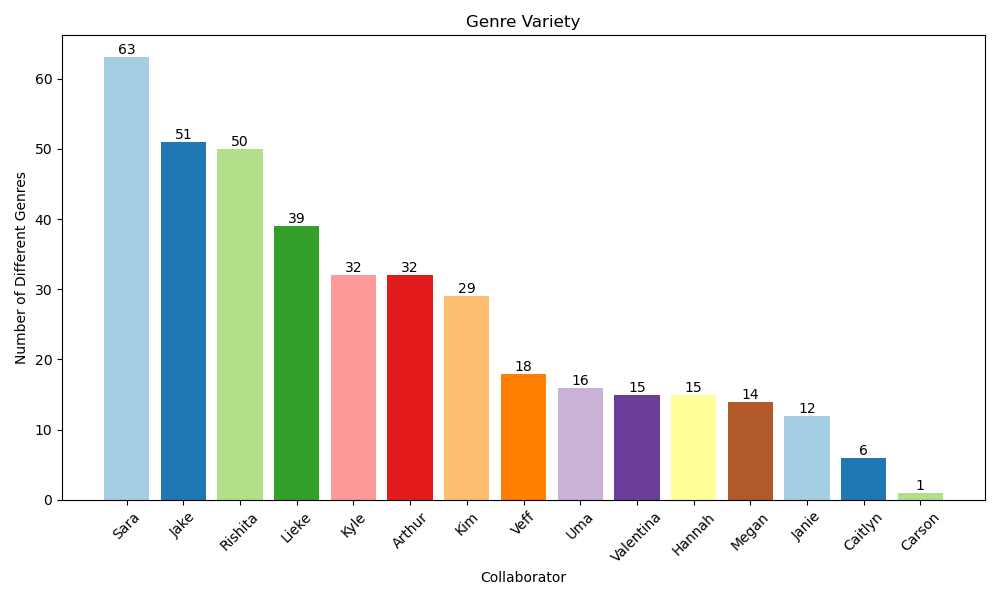 Genre Variety
Number of Different Genres
60
50
40
30
20
10
0
63
51
50
39
32
32
29
18
16
15
15
14
12
6
1
Sara
Jake
Rishita
Lieke
Kyle
Arthur
Kim
Veff
Uma
Valentina
Hannah
Megan
Janie
Caitlyn
Carson
Collaborator